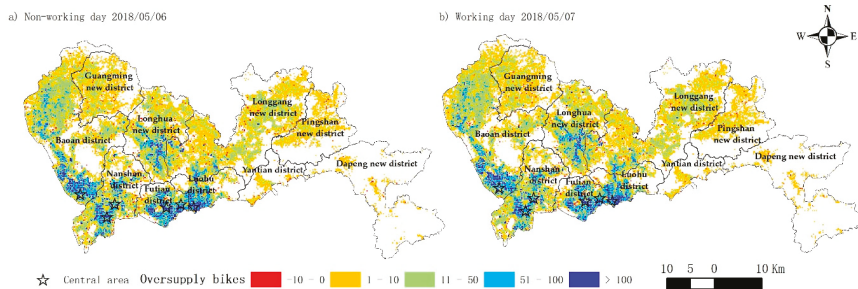 a) Non-working day 2018/05/06
b) Working day 2018/05/07
N
W E
S
Guangming
new district
Longgang
new district
Longhua
new district
Pingshan
new district
Baoan district
Nanshan
district
Futian
district
Luohu
district
Yantian district
Dapeng new district
Guangming
new district
Longgang
new district
Longhua
new district
Pingshan
new district
Baoan district
Nanshan
district
Futian
district
Luohu
district
Yantian district
Dapeng new district
Central area Oversupply bikes -10 - 0 1 - 10 11 - 50 51 - 100 > 100
10 5 0 10 Km